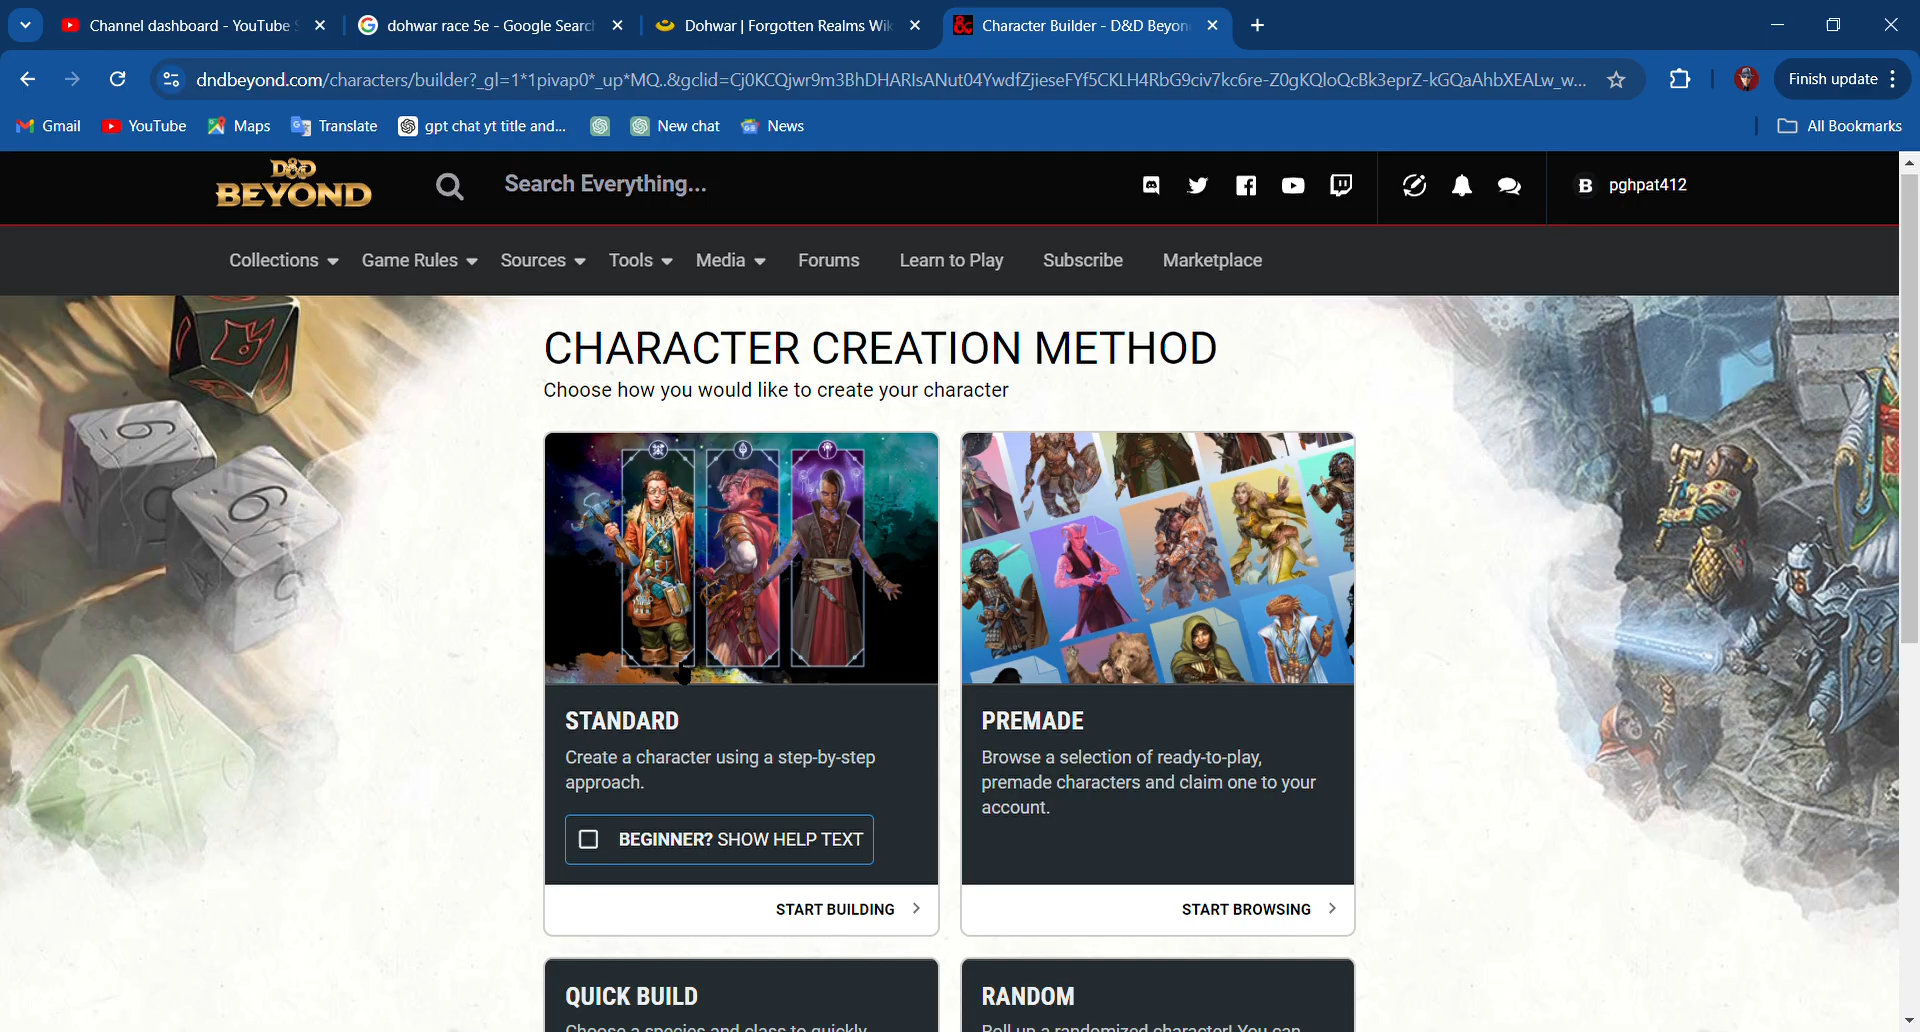 Channel dashboard - YouTube S
dohwar race 5e - Google Search
Dohwar | Forgotten Realms Wik
Character Builder - D&D Beyon
dndbeyond.com/characters/builder?_gl=1*1pivap0*_up*MQ..&gclid=Cj0KCQjwr9m3BhDHARIsANut04YwdfZjieseFYf5CKLH4RbG9civ7kc6re-Z0gKQloQcBk3eprZ-kGQaAhbXEALw_w...
Finish update
Gmail
YouTube
Maps
Translate
gpt chat yt title and...
New chat
News
All Bookmarks
D&D
BEYOND
Search Everything...
B pghpat412
Collections
Game Rules
Sources
Tools
Media
Forums
Learn to Play
Subscribe
Marketplace
CHARACTER CREATION METHOD
Choose how you would like to create your character
STANDARD
Create a character using a step-by-step
approach.
BEGINNER? SHOW HELP TEXT
START BUILDING
PREMADE
Browse a selection of ready-to-play,
premade characters and claim one to your
account.
START BROWSING
QUICK BUILD
Choose a species and class to quickly
RANDOM
Roll up a randomized character! You can